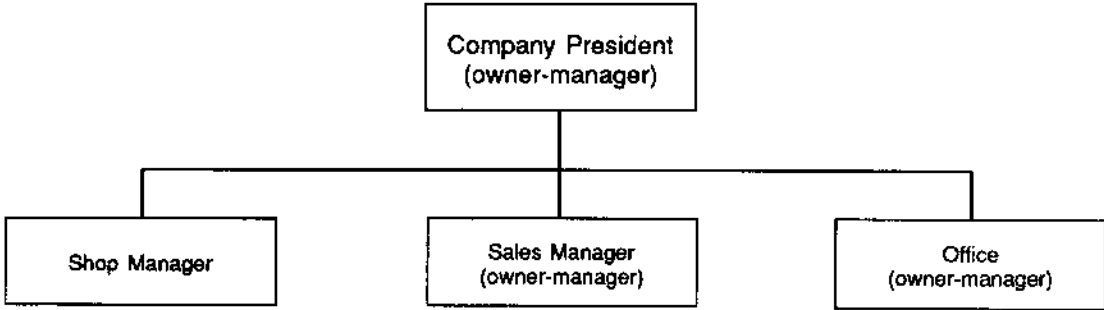 Company President
(owner-manager)
Shop Manager
Sales Manager
(owner-manager)
Office
(owner-manager)